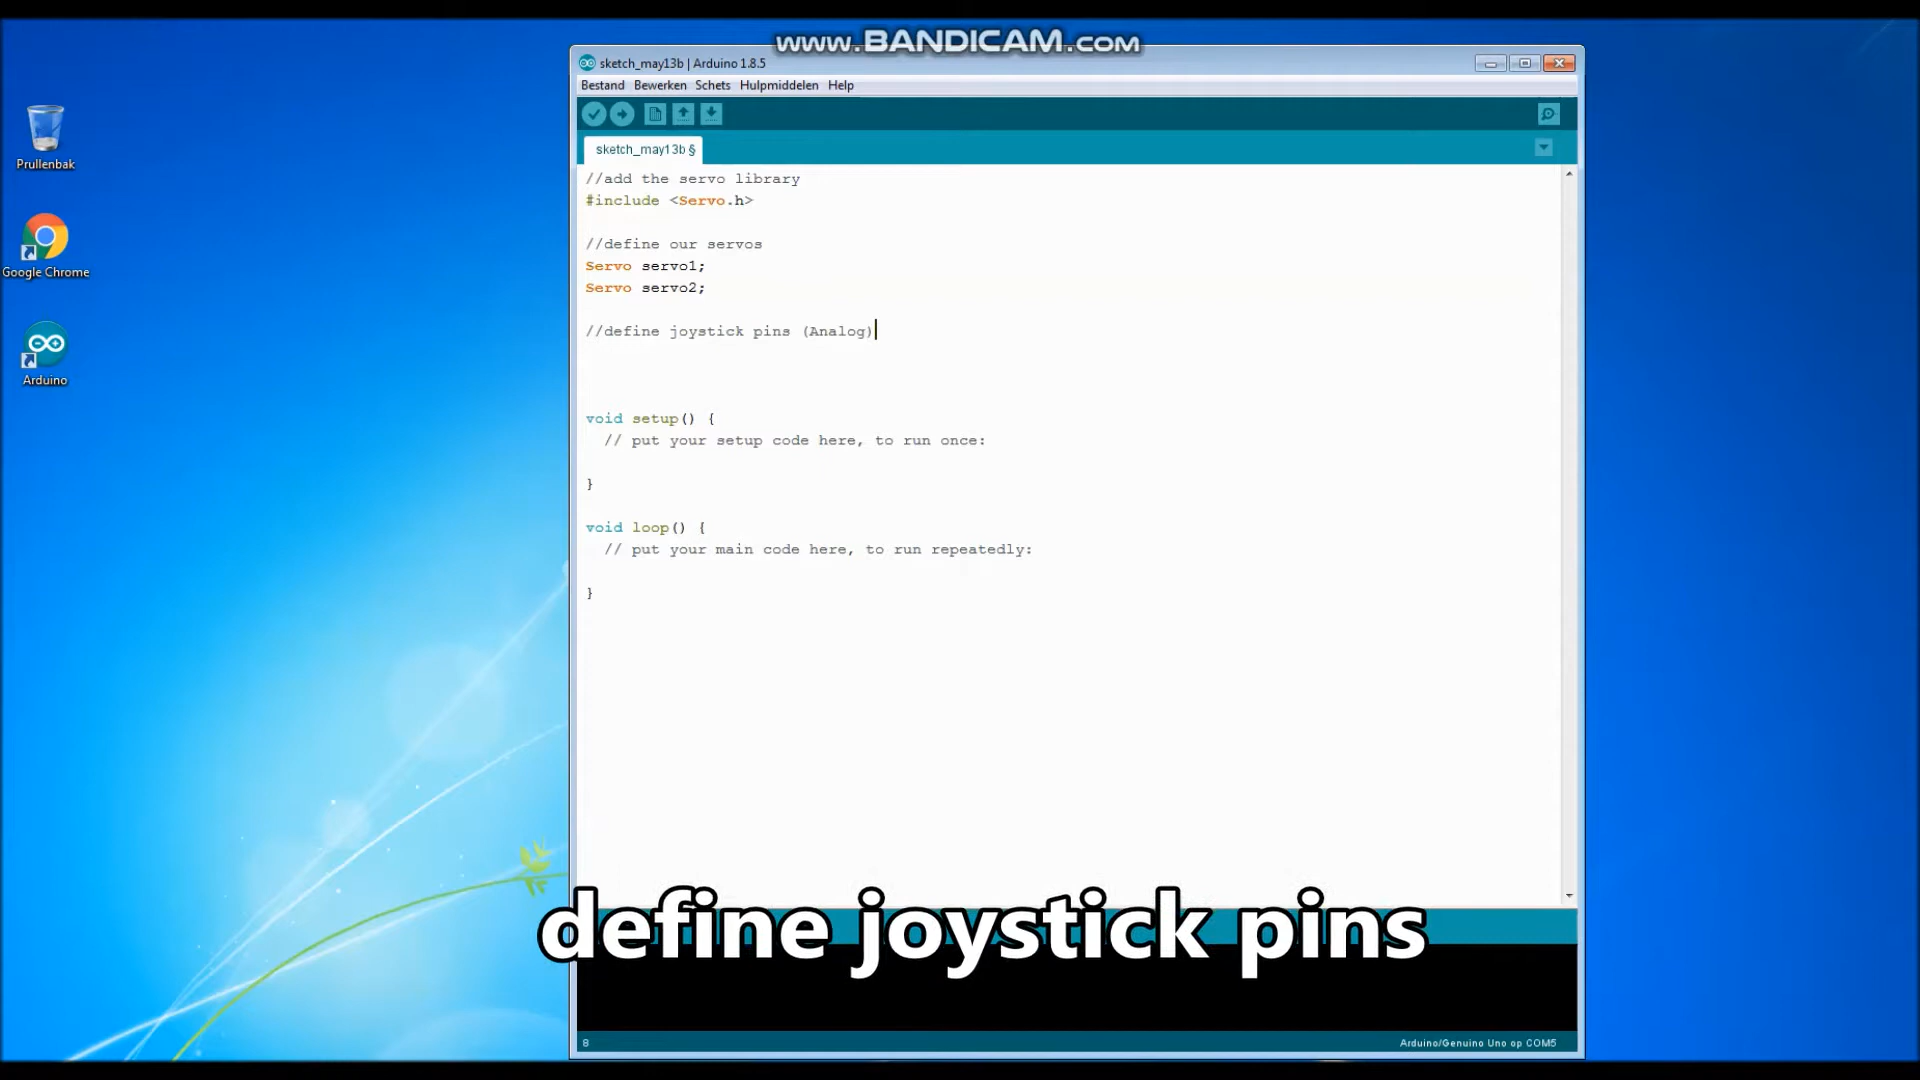 www.BANDICAM.com
sketch_may13b | Arduino 1.8.5
Bestand Bewerken Schets Hulpmiddelen Help
sketch_may13b §
Prullenbak
Google Chrome
Arduino
//add the servo library
#include <Servo.h>
//define our servos
Servo servo1;
Servo servo2;
//define joystick pins (Analog)
void setup() {
// put your setup code here, to run once:
}
void loop() {
// put your main code here, to run repeatedly:
}
define joystick pins
8
Arduino/Genuino Uno op COM5